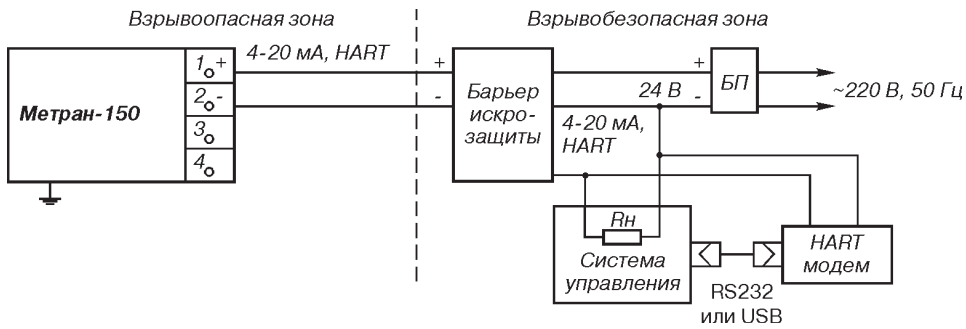 Взрывоопасная зона
Взрывобезопасная зона
Метран-150
1 +
2 -
3
4
4-20 мА, HART
+
-
Барьер
искро-
защиты
+
24 В -
БП
~220 В, 50 Гц
4-20 мА,
HART
Rн
Система
управления
RS232
или USB
HART
модем